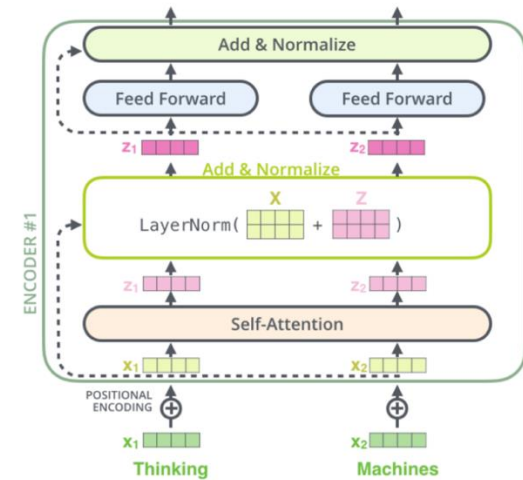 Add & Normalize
Feed Forward Feed Forward
z₁ z₂
Add & Normalize
X Z
LayerNorm( + )
z₁ z₂
Self-Attention
x₁ x₂
ENCODER #1
POSITIONAL
ENCODING
x₁ x₂
Thinking Machines